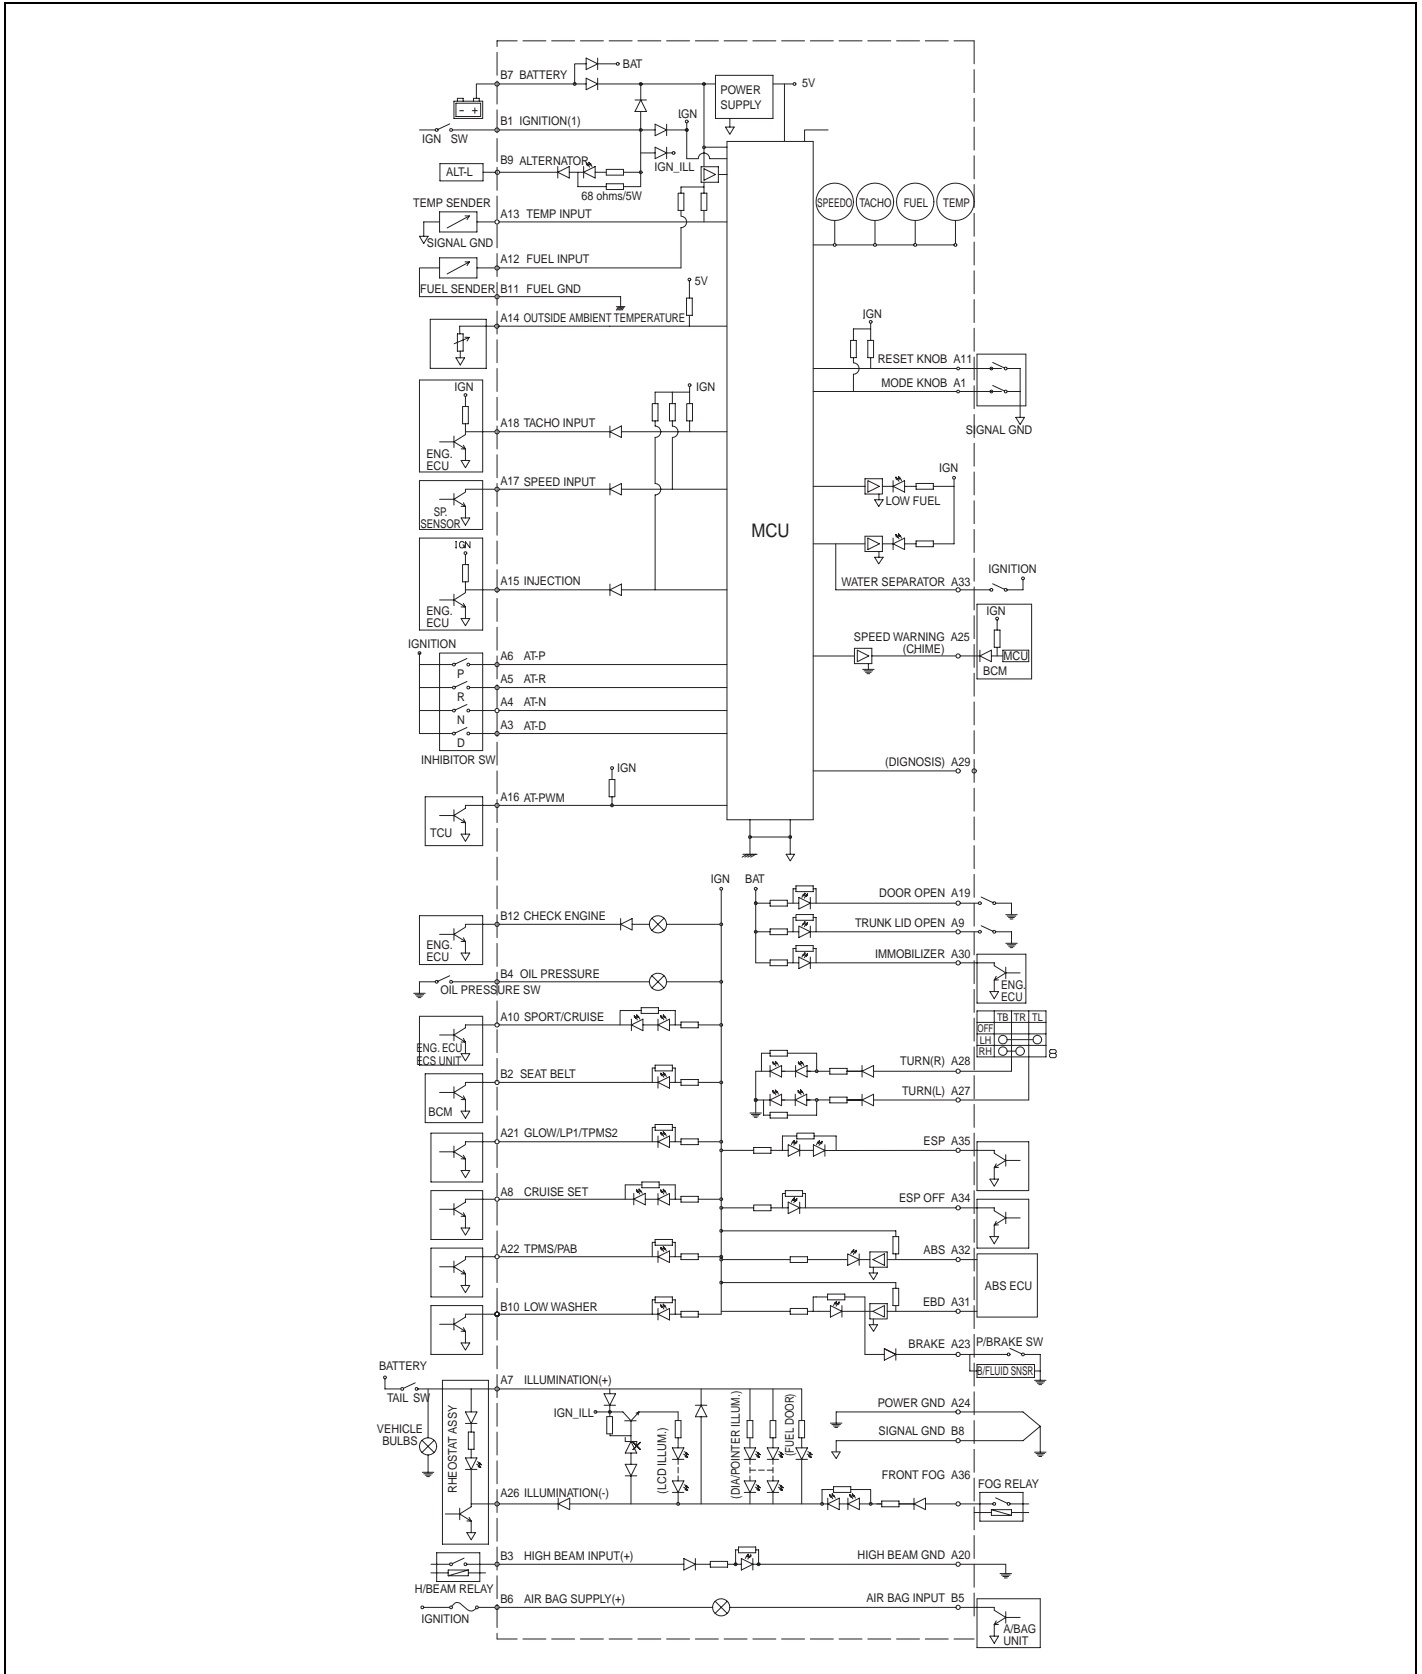 B7 BATTERY
BAT
5V
POWER
SUPPLY
- +
B1 IGNITION(1)
IGN
IGN SW
B9 ALTERNATOR
IGN_ILL
ALT-L
68 ohms/5W
TEMP SENDER
A13 TEMP INPUT
SIGNAL GND
SPEEDO
TACHO
FUEL
TEMP
A12 FUEL INPUT
FUEL SENDER
B11 FUEL GND
5V
A14 OUTSIDE AMBIENT TEMPERATURE
IGN
RESET KNOB A11
MODE KNOB A1
SIGNAL GND
IGN
IGN
A18 TACHO INPUT
ENG.
ECU
IGN
A17 SPEED INPUT
LOW FUEL
SP.
SENSOR
MCU
IGN
A15 INJECTION
ENG.
ECU
WATER SEPARATOR A33
IGNITION
IGNITION
SPEED WARNING A25
(CHIME)
IGN
MCU
BCM
A6 AT-P
P
A5 AT-R
R
A4 AT-N
N
A3 AT-D
D
INHIBITOR SW
IGN
(DIGNOSIS) A29
A16 AT-PWM
TCU
IGN
BAT
DOOR OPEN A19
B12 CHECK ENGINE
ENG.
ECU
TRUNK LID OPEN A9
IMMOBILIZER A30
ENG.
ECU
B4 OIL PRESSURE
OIL PRESSURE SW
A10 SPORT/CRUISE
ENG. ECU
ECS UNIT
TB TR TL
OFF
LH
RH
8
TURN(R) A28
B2 SEAT BELT
BCM
TURN(L) A27
A21 GLOW/LP1/TPMS2
ESP A35
A8 CRUISE SET
ESP OFF A34
A22 TPMS/PAB
ABS A32
ABS ECU
B10 LOW WASHER
EBD A31
BRAKE A23
P/BRAKE SW
B/FLUID SNSR
BATTERY
TAIL SW
A7 ILLUMINATION(+)
IGN_ILL
VEHICLE
BULBS
RHEOSTAT ASSY
(LCD ILLUM.)
(DIA/POINTER ILLUM.)
(FUEL DOOR)
POWER GND A24
SIGNAL GND B8
FRONT FOG A36
FOG RELAY
A26 ILLUMINATION(-)
B3 HIGH BEAM INPUT(+)
HIGH BEAM GND A20
H/BEAM RELAY
B6 AIR BAG SUPPLY(+)
AIR BAG INPUT B5
IGNITION
A/BAG
UNIT